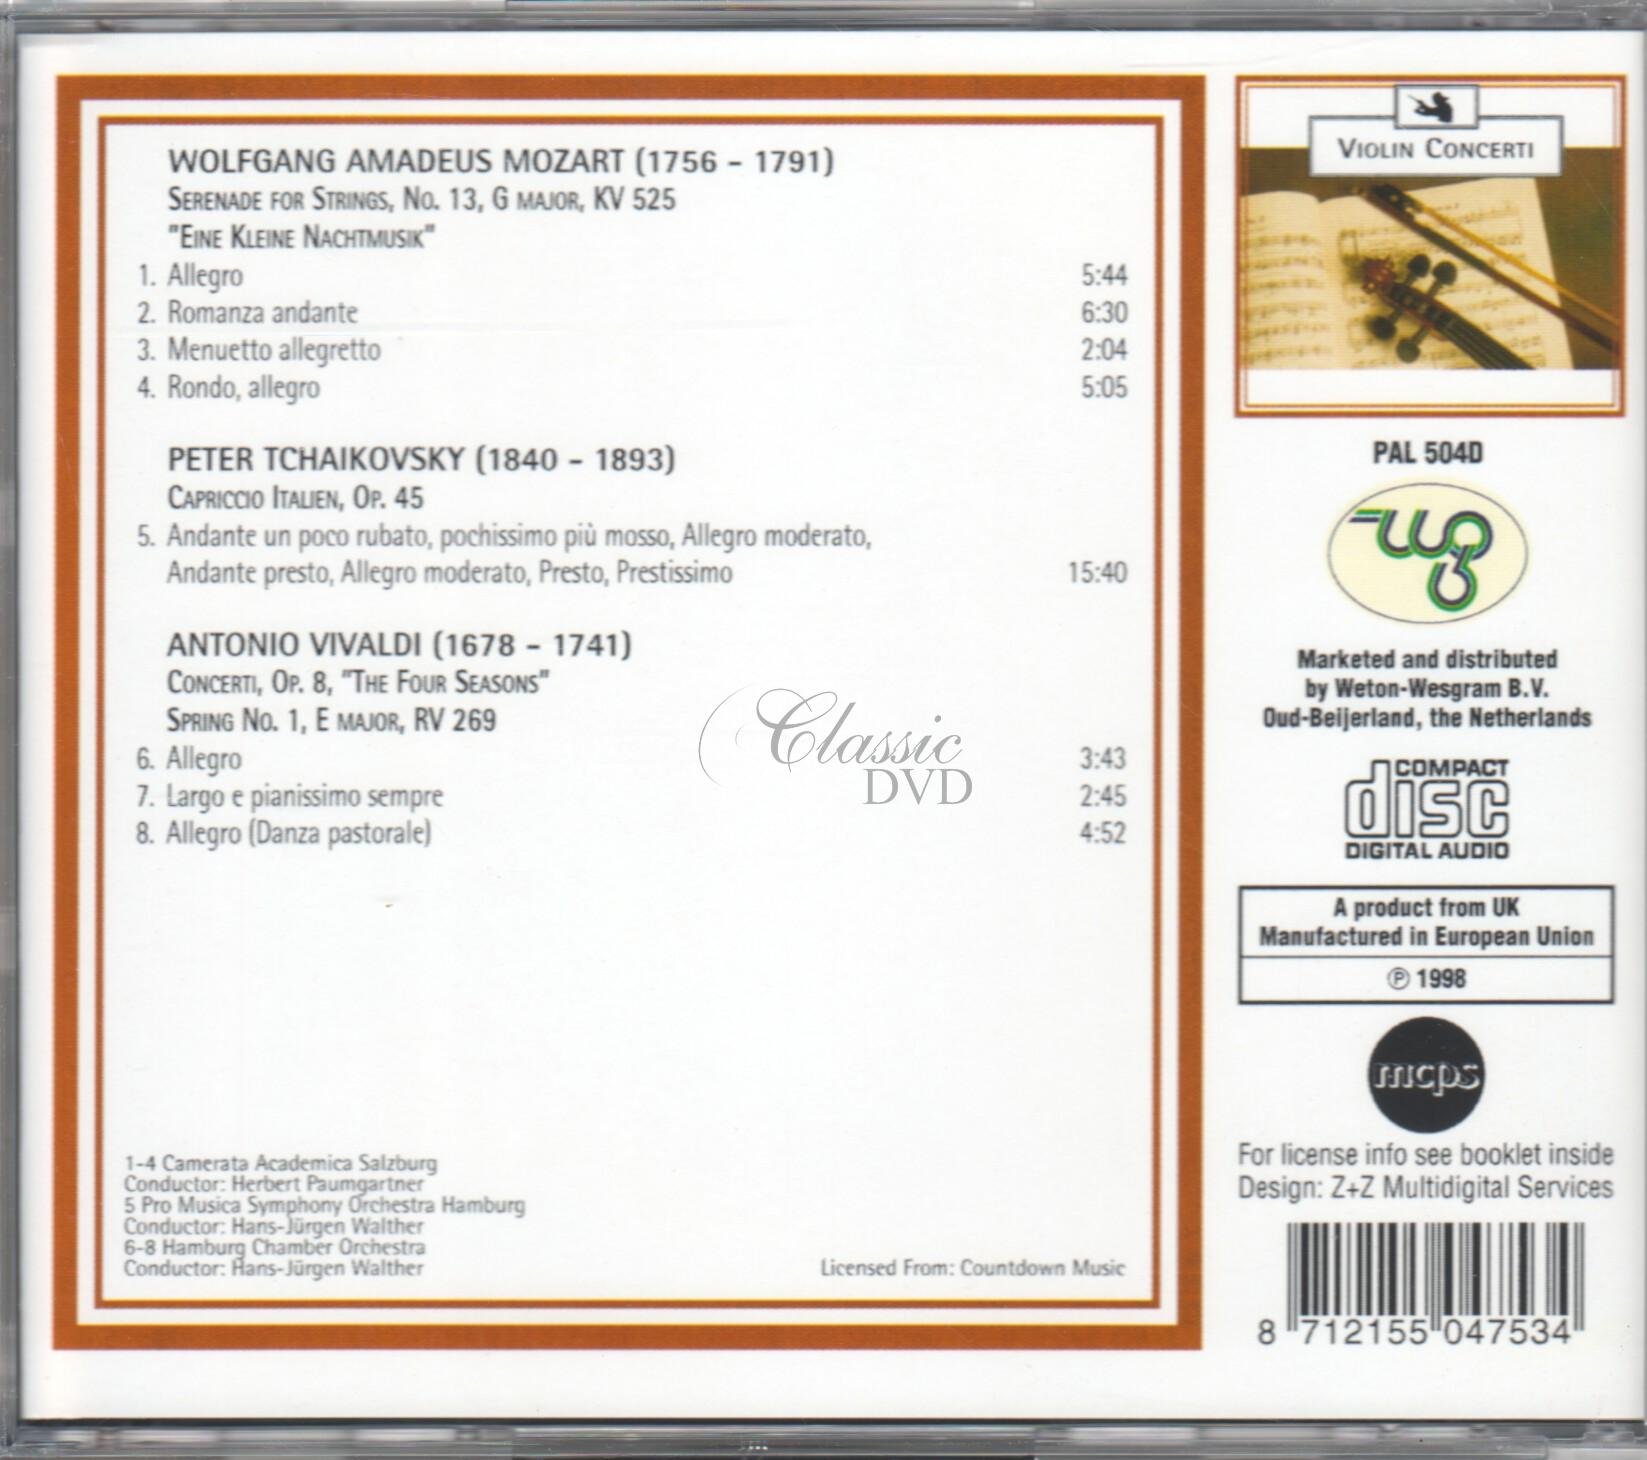 WOLFGANG AMADEUS MOZART (1756 - 1791)
SERENADE FOR STRINGS, NO. 13, G MAJOR, KV 525
"EINE KLEINE NACHTMUSIK"
1. Allegro 5:44
2. Romanza andante 6:30
3. Menuetto allegretto 2:04
4. Rondo, allegro 5:05
PETER TCHAIKOVSKY (1840 - 1893)
CAPRICCIO ITALIEN, OP. 45
5. Andante un poco rubato, pochissimo più mosso, Allegro moderato,
Andante presto, Allegro moderato, Presto, Prestissimo 15:40
ANTONIO VIVALDI (1678 - 1741)
CONCERTI, OP. 8, "THE FOUR SEASONS"
SPRING NO. 1, E MAJOR, RV 269
6. Allegro 3:43
7. Largo e pianissimo sempre 2:45
8. Allegro (Danza pastorale) 4:52
Classic
DVD
1-4 Camerata Academica Salzburg
Conductor: Herbert Paumgartner
5 Pro Musica Symphony Orchestra Hamburg
Conductor: Hans-Jürgen Walther
6-8 Hamburg Chamber Orchestra
Conductor: Hans-Jürgen Walther
Licensed From: Countdown Music
VIOLIN CONCERTI
PAL 504D
Marketed and distributed
by Weton-Wesgram B.V.
Oud-Beijerland, the Netherlands
COMPACT
disc
DIGITAL AUDIO
A product from UK
Manufactured in European Union
℗ 1998
mcps
For license info see booklet inside
Design: Z+Z Multidigital Services
8 712155 047534